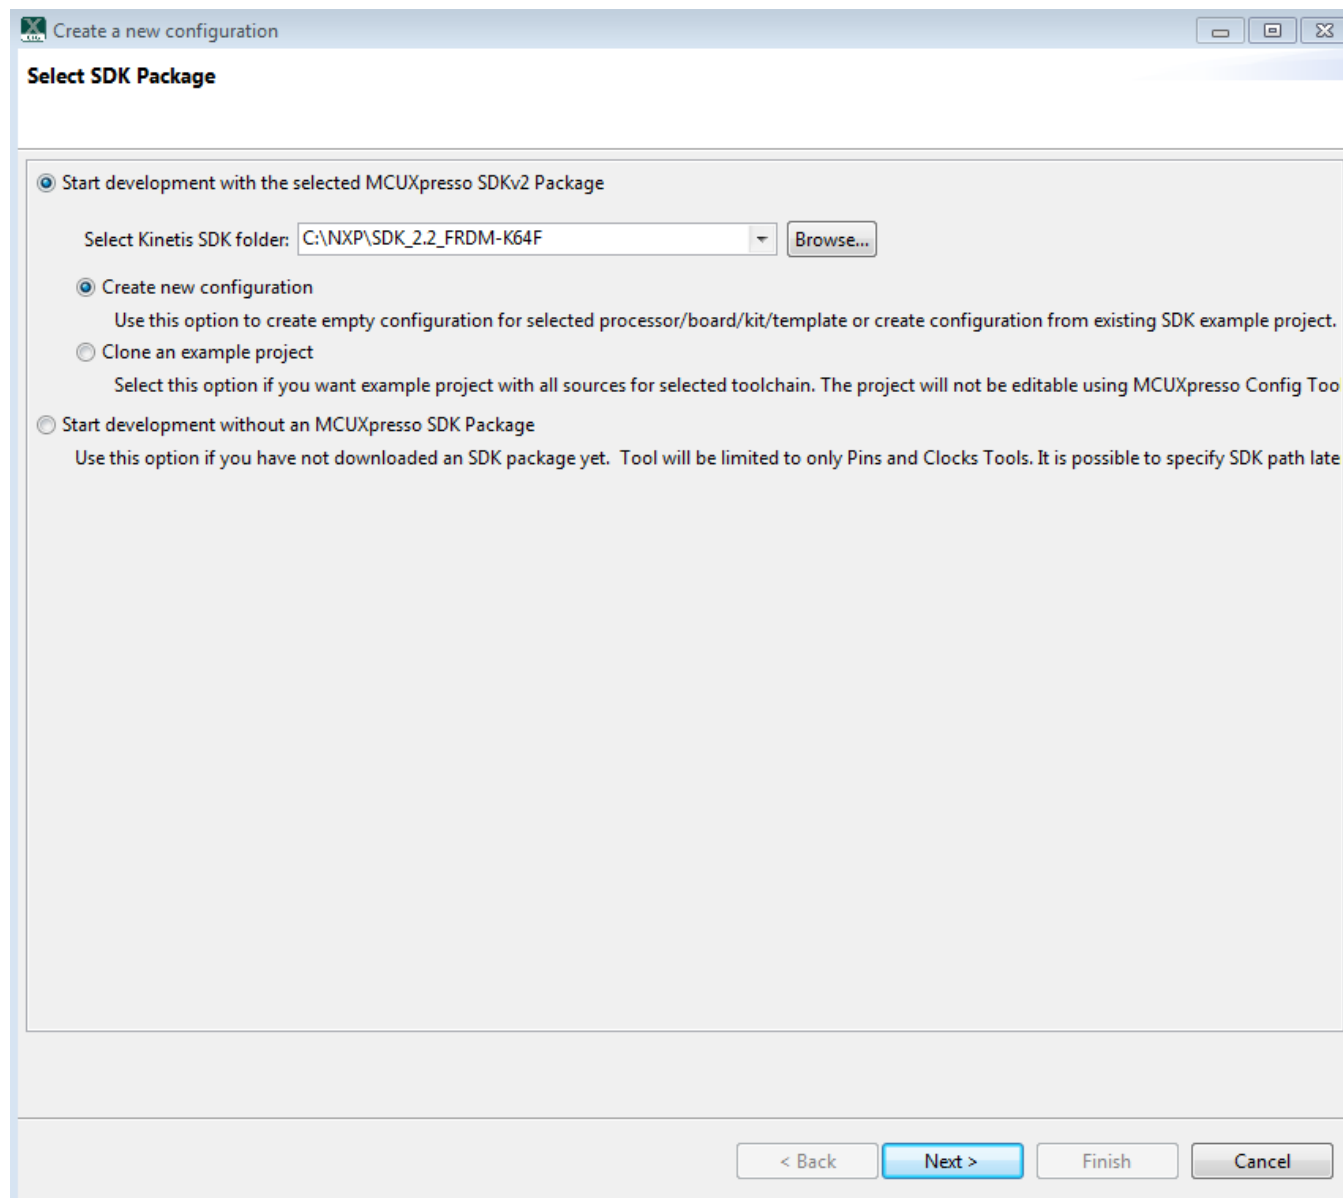 Create a new configuration
Select SDK Package
Start development with the selected MCUXpresso SDKv2 Package
Select Kinetis SDK folder: C:\NXP\SDK_2.2_FRDM-K64F Browse...
Create new configuration
Use this option to create empty configuration for selected processor/board/kit/template or create configuration from existing SDK example project.
Clone an example project
Select this option if you want example project with all sources for selected toolchain. The project will not be editable using MCUXpresso Config Too
Start development without an MCUXpresso SDK Package
Use this option if you have not downloaded an SDK package yet.  Tool will be limited to only Pins and Clocks Tools. It is possible to specify SDK path late
< Back Next > Finish Cancel